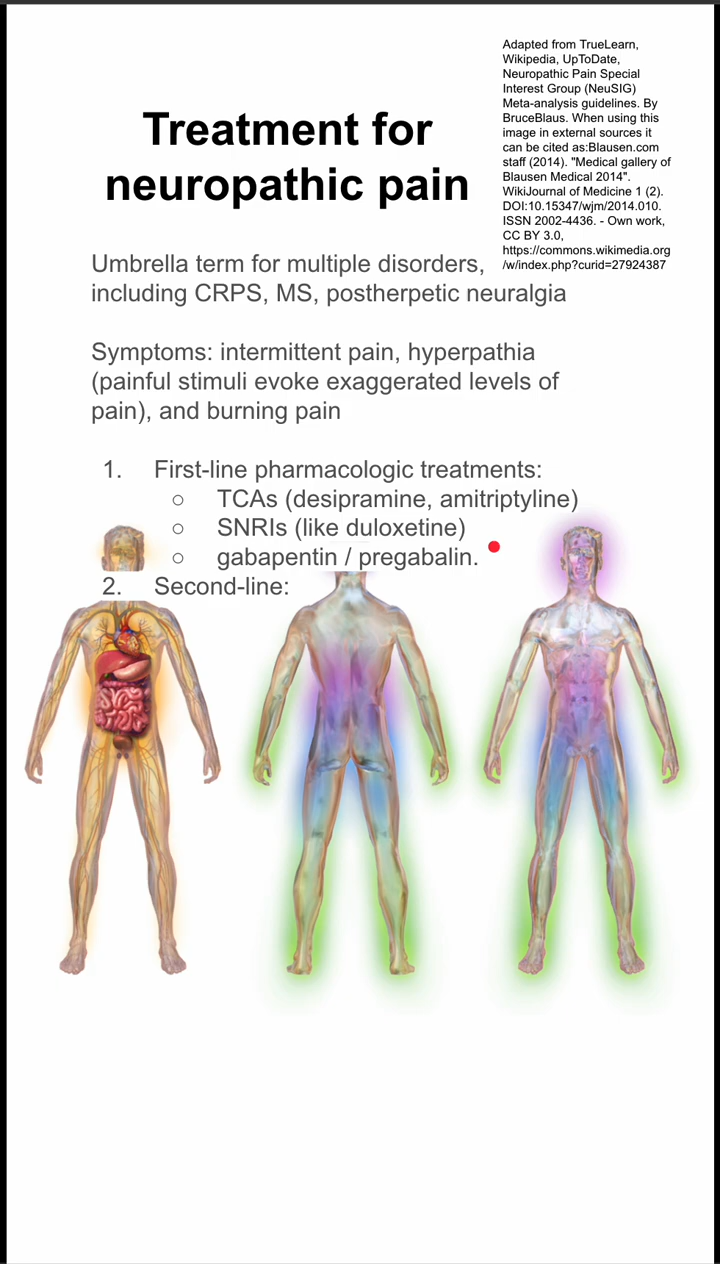 Adapted from TrueLearn,
Wikipedia, UpToDate,
Neuropathic Pain Special
Interest Group (NeuSIG)
Meta-analysis guidelines. By
BruceBlaus. When using this
image in external sources it
can be cited as:Blausen.com
staff (2014). "Medical gallery of
Blausen Medical 2014".
WikiJournal of Medicine 1 (2).
DOI:10.15347/wjm/2014.010.
ISSN 2002-4436. - Own work,
CC BY 3.0,
https://commons.wikimedia.org
/w/index.php?curid=27924387
Treatment for
neuropathic pain
Umbrella term for multiple disorders,
including CRPS, MS, postherpetic neuralgia
Symptoms: intermittent pain, hyperpathia
(painful stimuli evoke exaggerated levels of
pain), and burning pain
1. First-line pharmacologic treatments:
○ TCAs (desipramine, amitriptyline)
○ SNRIs (like duloxetine)
○ gabapentin / pregabalin.
2. Second-line: